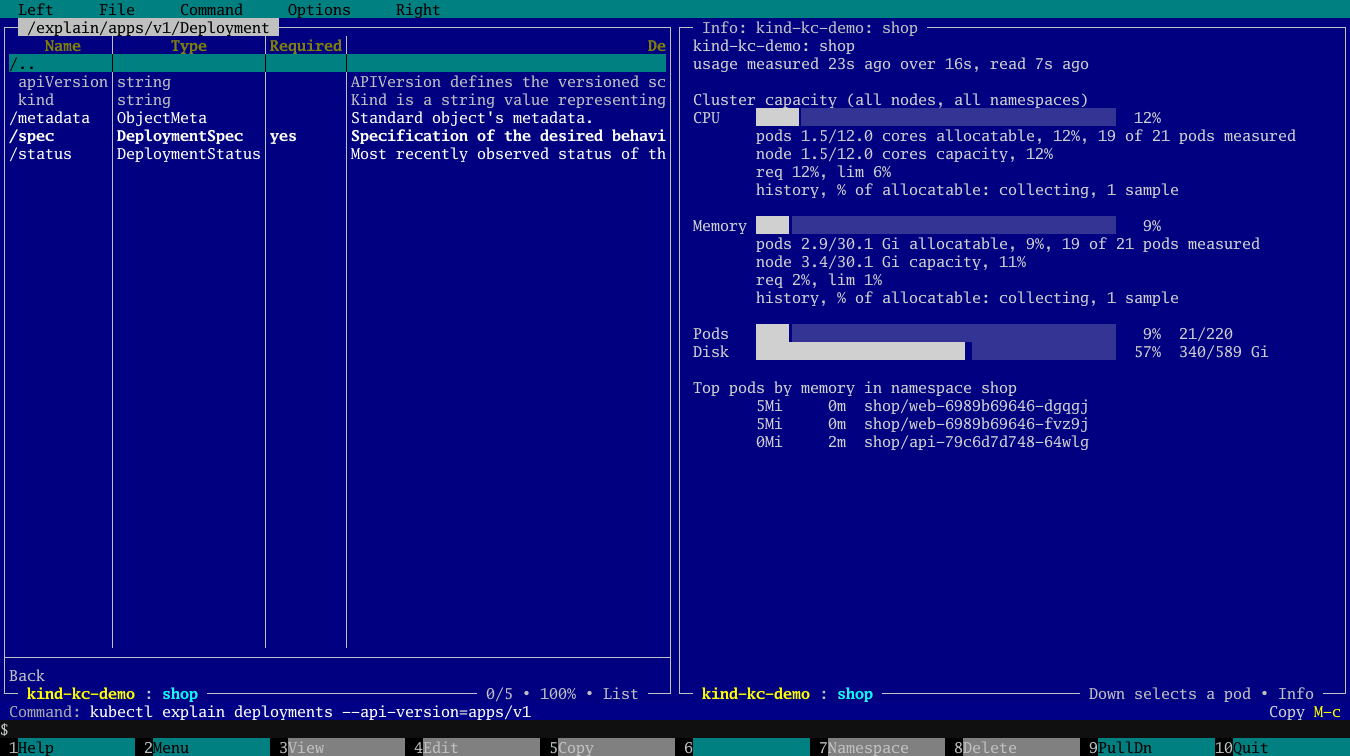 Left File Command Options Right
/explain/apps/v1/Deployment
Name Type Required De
/..
apiVersion string APIVersion defines the versioned sc
kind string Kind is a string value representing
/metadata ObjectMeta Standard object's metadata.
/spec DeploymentSpec yes Specification of the desired behavi
/status DeploymentStatus Most recently observed status of th
Back
kind-kc-demo : shop 0/5 • 100% • List
Info: kind-kc-demo: shop
kind-kc-demo: shop
usage measured 23s ago over 16s, read 7s ago
Cluster capacity (all nodes, all namespaces)
CPU 12%
pods 1.5/12.0 cores allocatable, 12%, 19 of 21 pods measured
node 1.5/12.0 cores capacity, 12%
req 12%, lim 6%
history, % of allocatable: collecting, 1 sample
Memory 9%
pods 2.9/30.1 Gi allocatable, 9%, 19 of 21 pods measured
node 3.4/30.1 Gi capacity, 11%
req 2%, lim 1%
history, % of allocatable: collecting, 1 sample
Pods 9% 21/220
Disk 57% 340/589 Gi
Top pods by memory in namespace shop
5Mi 0m shop/web-6989b69646-dgqgj
5Mi 0m shop/web-6989b69646-fvz9j
0Mi 2m shop/api-79c6d7d748-64wlg
kind-kc-demo : shop Down selects a pod • Info
Command: kubectl explain deployments --api-version=apps/v1 Copy M-c
$
1Help 2Menu 3View 4Edit 5Copy 6 7Namespace 8Delete 9PullDn 10Quit